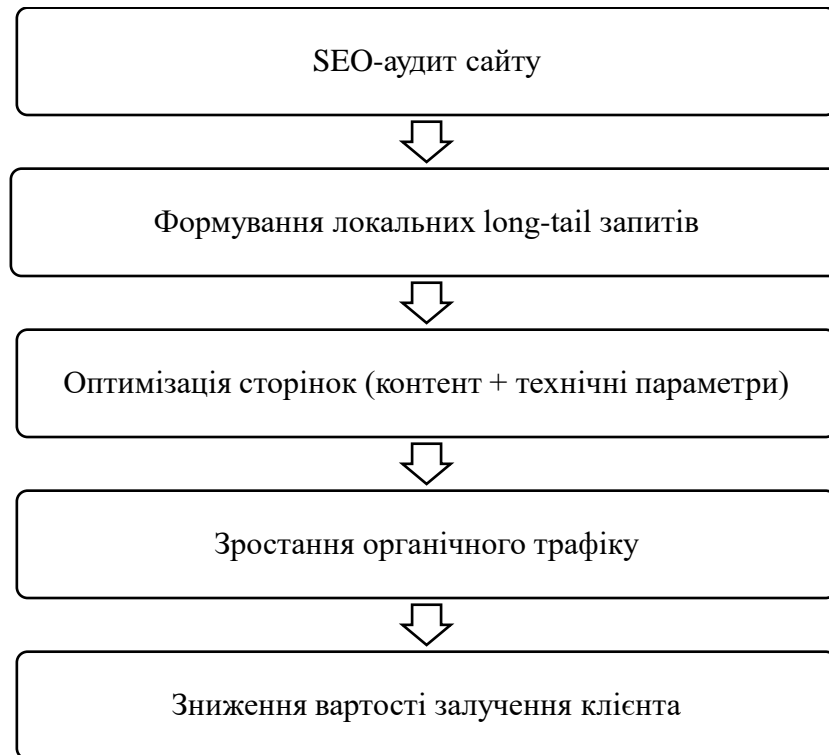 SEO-аудит сайту
Формування локальних long-tail запитів
Оптимізація сторінок (контент + технічні параметри)
Зростання органічного трафіку
Зниження вартості залучення клієнта